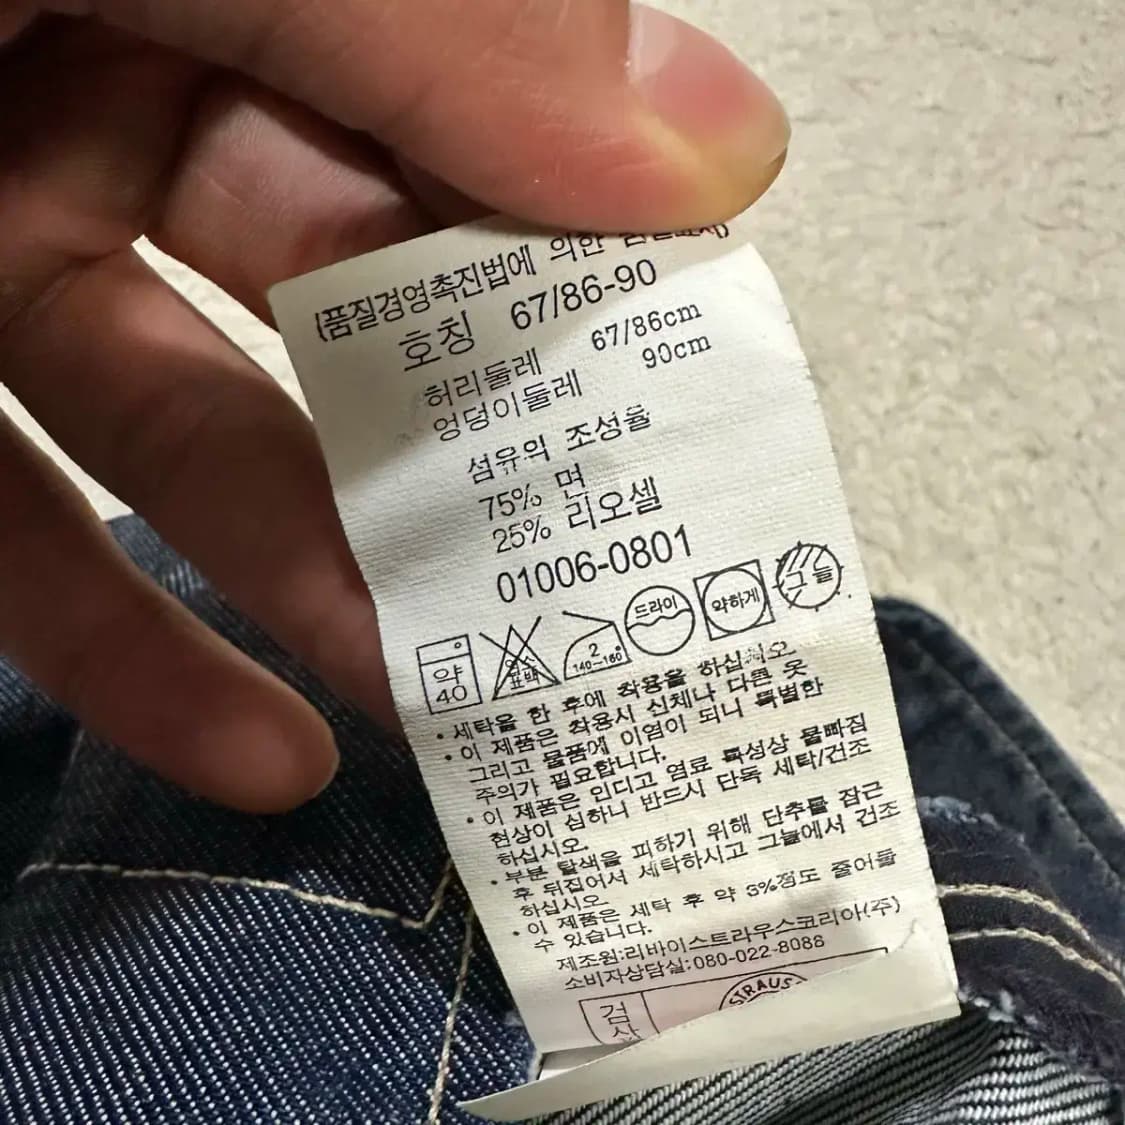 (품질경영촉진법에 의한 품질표시)
호칭 67/86-90
허리둘레 67/86cm
엉덩이둘레 90cm
섬유의 조성율
75% 면
25% 리오셀
01006-0801
약 40
염소 표백
2 140~160°
드라이
약하게
그늘
• 세탁을 한 후에 착용을 하십시오.
• 이 제품은 착용시 신체나 다른 옷
그리고 물품에 이염이 되니 특별한
주의가 필요합니다.
• 이 제품은 인디고 염료 특성상 물빠짐
현상이 심하니 반드시 단독 세탁/건조
하십시오.
• 부분 탈색을 피하기 위해 단추를 잠근
후 뒤집어서 세탁하시고 그늘에서 건조
하십시오.
• 이 제품은 세탁 후 약 3%정도 줄어들
수 있습니다.
제조원:리바이스트라우스코리아(주)
소비자상담실:080-022-8088
STRAUSS
검